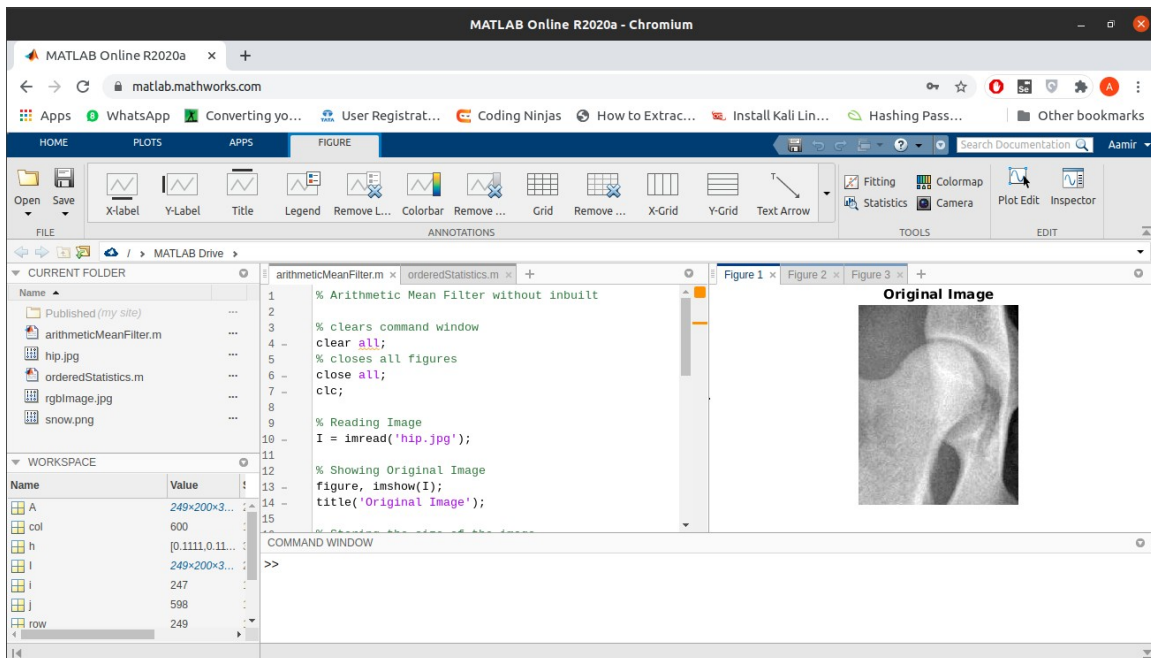 MATLAB Online R2020a - Chromium
MATLAB Online R2020a × +
matlab.mathworks.com
Apps WhatsApp Converting yo... User Registrat... Coding Ninjas How to Extrac... Install Kali Lin... Hashing Pass... Other bookmarks
HOME PLOTS APPS FIGURE Search Documentation Aamir
Open Save X-label Y-Label Title Legend Remove L... Colorbar Remove ... Grid Remove ... X-Grid Y-Grid Text Arrow Fitting Colormap Statistics Camera Plot Edit Inspector
FILE ANNOTATIONS TOOLS EDIT
/ > MATLAB Drive >
CURRENT FOLDER
Name
Published (my site)
arithmeticMeanFilter.m
hip.jpg
orderedStatistics.m
rgbImage.jpg
snow.png
WORKSPACE
Name Value
A 249×200×3...
col 600
h [0.1111,0.11...
I 249×200×3...
i 247
j 598
row 249
arithmeticMeanFilter.m × orderedStatistics.m × +
1 % Arithmetic Mean Filter without inbuilt
2
3 % clears command window
4 – clear all;
5 % closes all figures
6 – close all;
7 – clc;
8
9 % Reading Image
10 – I = imread('hip.jpg');
11
12 % Showing Original Image
13 – figure, imshow(I);
14 – title('Original Image');
15
COMMAND WINDOW
>>
Figure 1 × Figure 2 × Figure 3 × +
Original Image